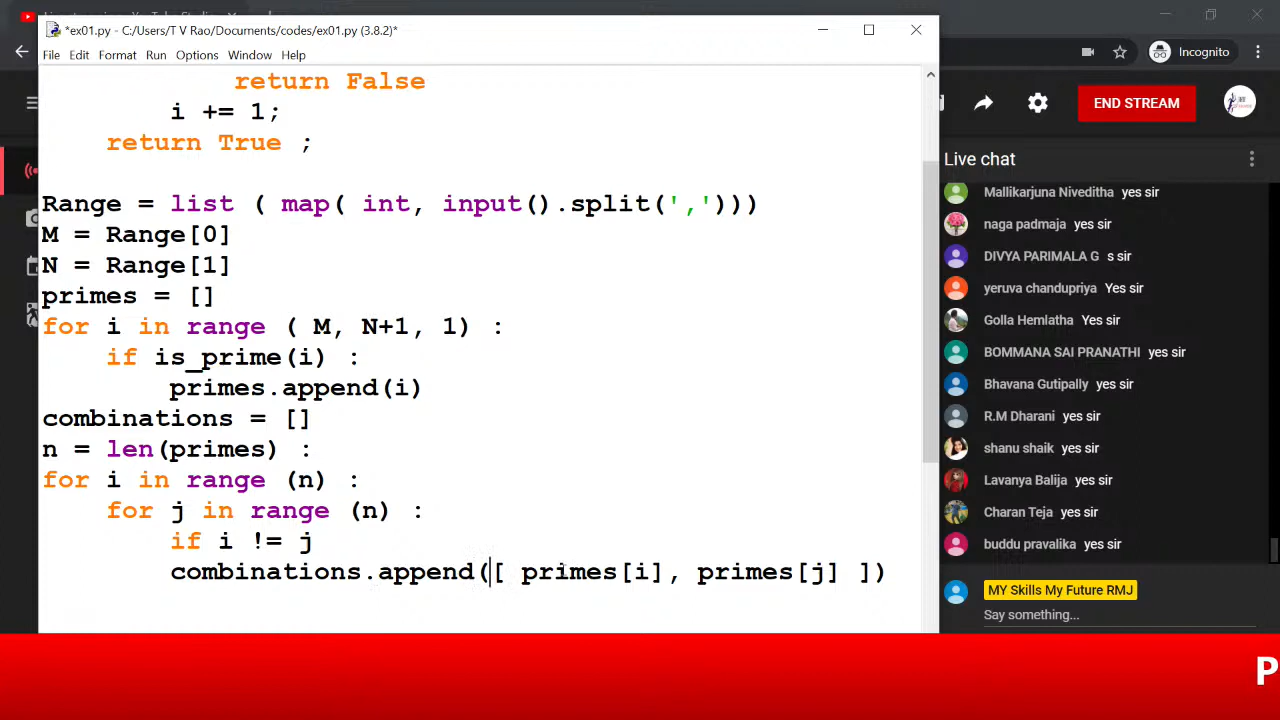 *ex01.py - C:/Users/T V Rao/Documents/codes/ex01.py (3.8.2)*
Incognito
File Edit Format Run Options Window Help
return False
i += 1;
return True ;
Range = list ( map( int, input().split(',')))
M = Range[0]
N = Range[1]
primes = []
for i in range ( M, N+1, 1) :
if is_prime(i) :
primes.append(i)
combinations = []
n = len(primes) :
for i in range (n) :
for j in range (n) :
if i != j
combinations.append([ primes[i], primes[j] ])
END STREAM
Live chat
Mallikarjuna Niveditha yes sir
naga padmaja yes sir
DIVYA PARIMALA G s sir
yeruva chandupriya Yes sir
Golla Hemlatha Yes sir
BOMMANA SAI PRANATHI yes sir
Bhavana Gutipally yes sir
R.M Dharani yes sir
shanu shaik yes sir
Lavanya Balija yes sir
Charan Teja yes sir
buddu pravalika yes sir
MY Skills My Future RMJ
Say something...
P